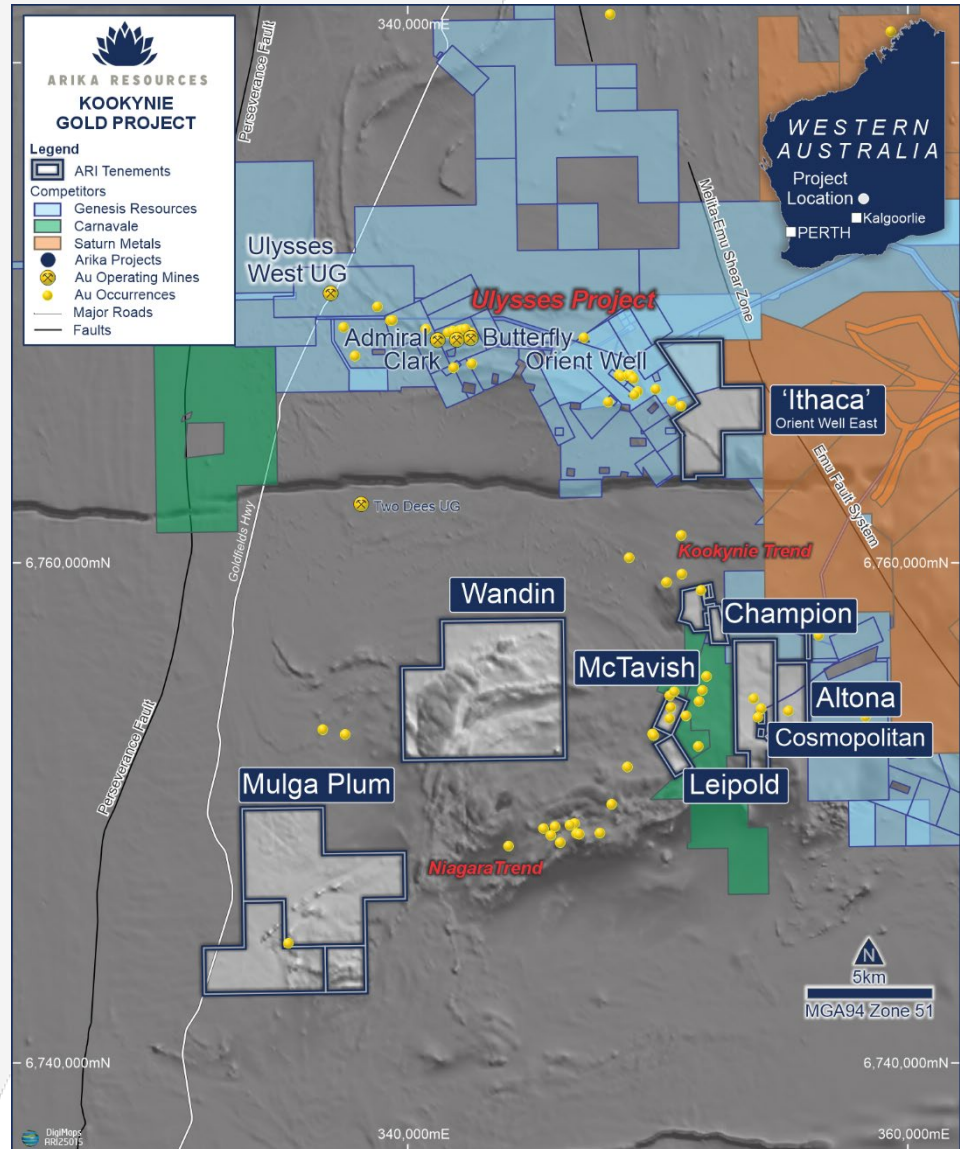 ARIKA RESOURCES
KOOKYNIE
GOLD PROJECT
Legend
ARI Tenements
Competitors
Genesis Resources
Carnavale
Saturn Metals
Arika Projects
Au Operating Mines
Au Occurrences
Major Roads
Faults
340,000mE
Perseverance Fault
WESTERN
AUSTRALIA
Project
Location
Kalgoorlie
PERTH
Melita-Emu Shear Zone
Ulysses
West UG
Ulysses Project
Admiral
Butterfly
Clark
Orient Well
'Ithaca'
Orient Well East
Emu Fault System
Two Dees UG
Goldfields Hwy
6,760,000mN
Kookynie Trend
6,760,000mN
Wandin
Champion
McTavish
Altona
Cosmopolitan
Leipold
Perseverance Fault
Mulga Plum
NiagaraTrend
N
5km
MGA94 Zone 51
6,740,000mN
6,740,000mN
DigiMaps
ARI25015
340,000mE
360,000mE